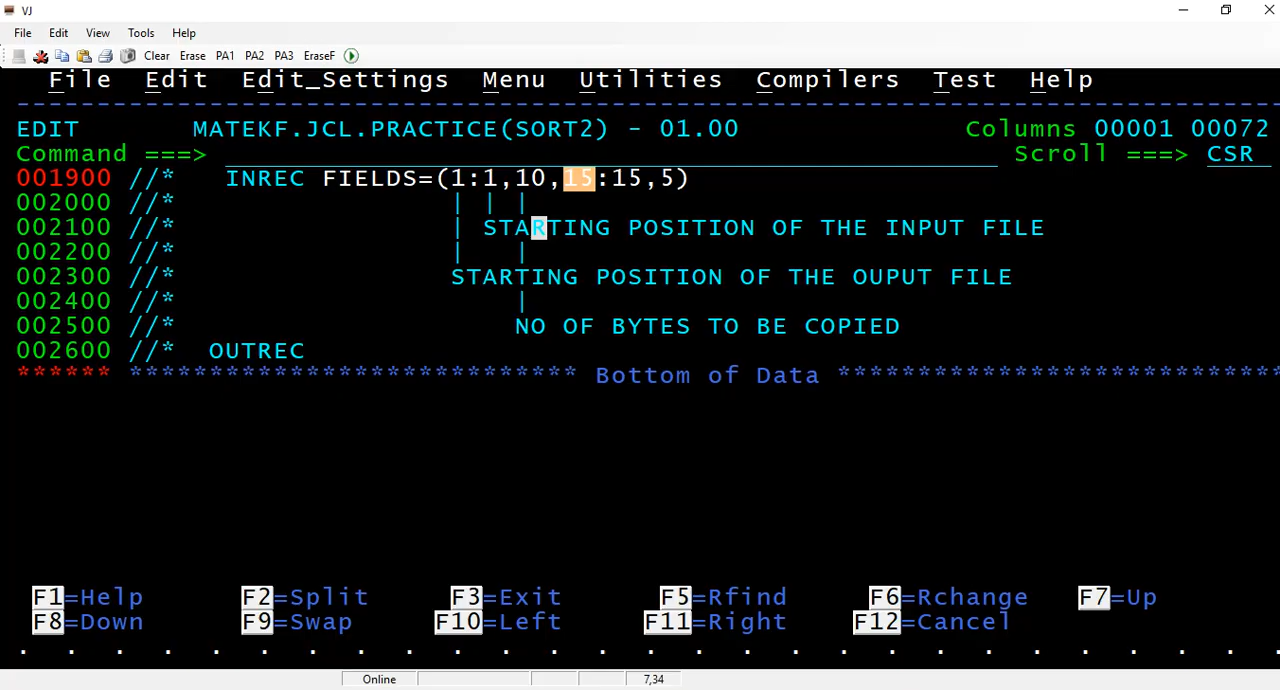 VJ
File Edit View Tools Help
Clear Erase PA1 PA2 PA3 EraseF
File Edit Edit_Settings Menu Utilities Compilers Test Help
EDIT MATEKF.JCL.PRACTICE(SORT2) - 01.00 Columns 00001 00072
Command ===> Scroll ===> CSR
001900 //* INREC FIELDS=(1:1,10,15:15,5)
002000 //* | | |
002100 //* | STARTING POSITION OF THE INPUT FILE
002200 //* | |
002300 //* STARTING POSITION OF THE OUPUT FILE
002400 //* |
002500 //* NO OF BYTES TO BE COPIED
002600 //* OUTREC
****** **************************** Bottom of Data ****************************
F1=Help F2=Split F3=Exit F5=Rfind F6=Rchange F7=Up
F8=Down F9=Swap F10=Left F11=Right F12=Cancel
Online 7,34